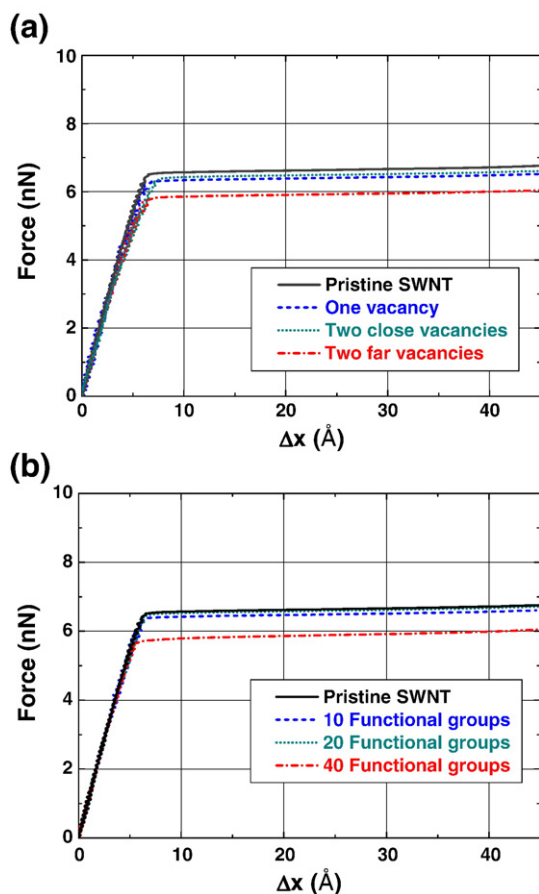 (a)
10
8
6
4
2
0
Force (nN)
Pristine SWNT
One vacancy
Two close vacancies
Two far vacancies
0 10 20 30 40
Δx (Å)
(b)
10
8
6
4
2
0
Force (nN)
Pristine SWNT
10 Functional groups
20 Functional groups
40 Functional groups
0 10 20 30 40
Δx (Å)